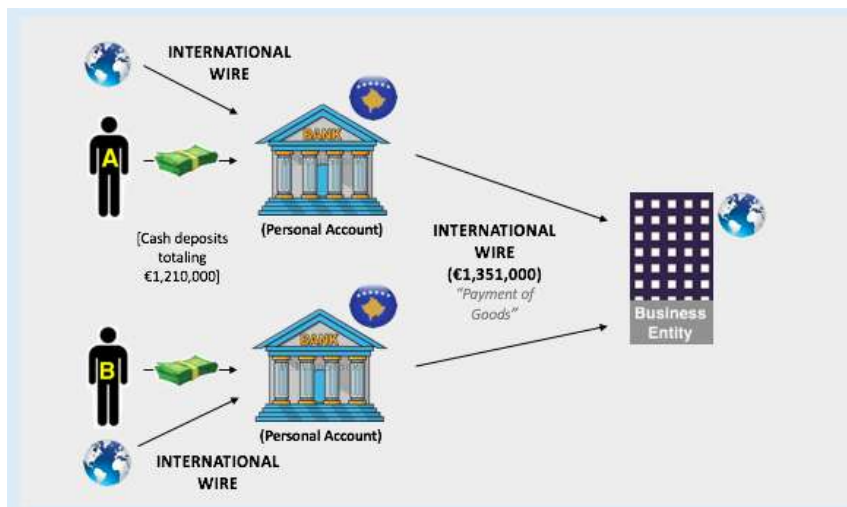 INTERNATIONAL
WIRE
A
BANK
(Personal Account)
[Cash deposits
totaling
€1,210,000]
INTERNATIONAL
WIRE
(€1,351,000)
"Payment of
Goods"
Business
Entity
B
BANK
(Personal Account)
INTERNATIONAL
WIRE